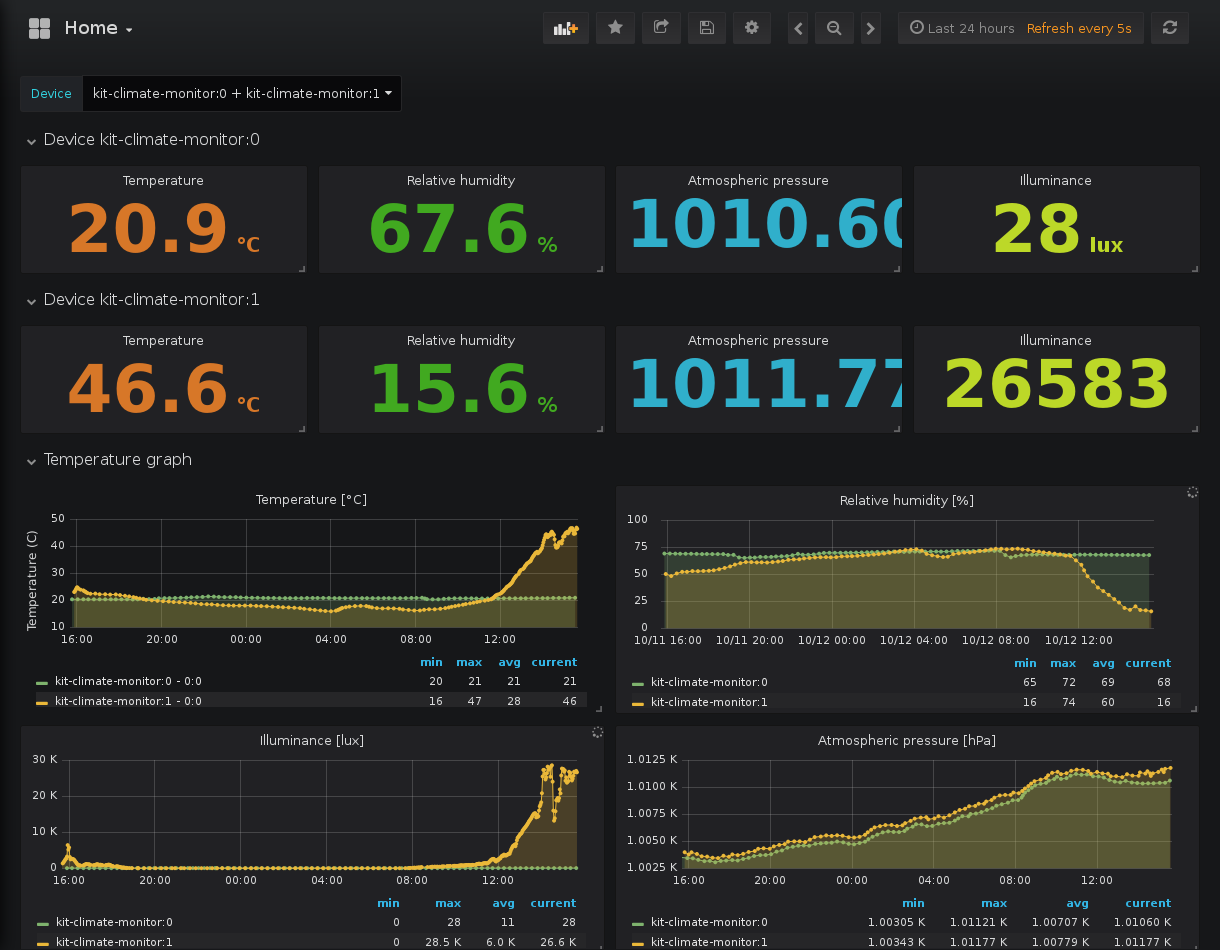 Home
Last 24 hours Refresh every 5s
Device kit-climate-monitor:0 + kit-climate-monitor:1
Device kit-climate-monitor:0
Temperature Relative humidity Atmospheric pressure Illuminance
20.9 °C 67.6 % 1010.60 28 lux
Device kit-climate-monitor:1
Temperature Relative humidity Atmospheric pressure Illuminance
46.6 °C 15.6 % 1011.77 26583
Temperature graph
Temperature [°C]
Temperature (C)
50
40
30
20
10
16:00 20:00 00:00 04:00 08:00 12:00
min max avg current
kit-climate-monitor:0 - 0:0 20 21 21 21
kit-climate-monitor:1 - 0:0 16 47 28 46
Relative humidity [%]
100
75
50
25
0
10/11 16:00 10/11 20:00 10/12 00:00 10/12 04:00 10/12 08:00 10/12 12:00
min max avg current
kit-climate-monitor:0 65 72 69 68
kit-climate-monitor:1 16 74 60 16
Illuminance [lux]
30 K
20 K
10 K
0
16:00 20:00 00:00 04:00 08:00 12:00
min max avg current
kit-climate-monitor:0 0 28 11 28
kit-climate-monitor:1 0 28.5 K 6.0 K 26.6 K
Atmospheric pressure [hPa]
1.0125 K
1.0100 K
1.0075 K
1.0050 K
1.0025 K
16:00 20:00 00:00 04:00 08:00 12:00
min max avg current
kit-climate-monitor:0 1.00305 K 1.01121 K 1.00707 K 1.01060 K
kit-climate-monitor:1 1.00343 K 1.01177 K 1.00779 K 1.01177 K